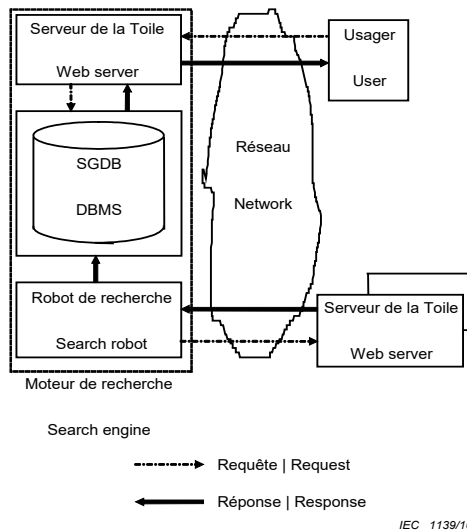 Serveur de la Toile
Web server
Usager
User
SGDB
DBMS
Réseau
Network
Robot de recherche
Search robot
Serveur de la Toile
Web server
Moteur de recherche
Search engine
Requête | Request
Réponse | Response
IEC 1139/